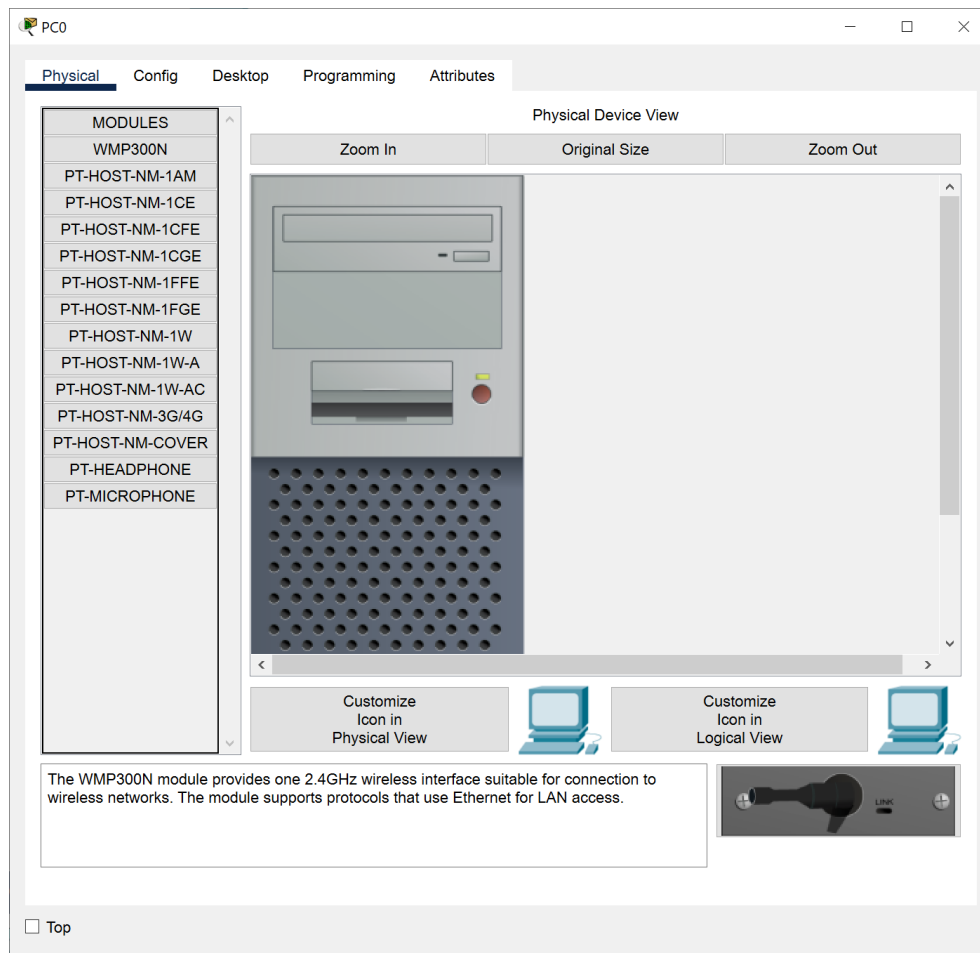 PC0
Physical Config Desktop Programming Attributes
MODULES
WMP300N
PT-HOST-NM-1AM
PT-HOST-NM-1CE
PT-HOST-NM-1CFE
PT-HOST-NM-1CGE
PT-HOST-NM-1FFE
PT-HOST-NM-1FGE
PT-HOST-NM-1W
PT-HOST-NM-1W-A
PT-HOST-NM-1W-AC
PT-HOST-NM-3G/4G
PT-HOST-NM-COVER
PT-HEADPHONE
PT-MICROPHONE
Physical Device View
Zoom In Original Size Zoom Out
Customize
Icon in
Physical View
Customize
Icon in
Logical View
The WMP300N module provides one 2.4GHz wireless interface suitable for connection to
wireless networks. The module supports protocols that use Ethernet for LAN access.
LINK
Top